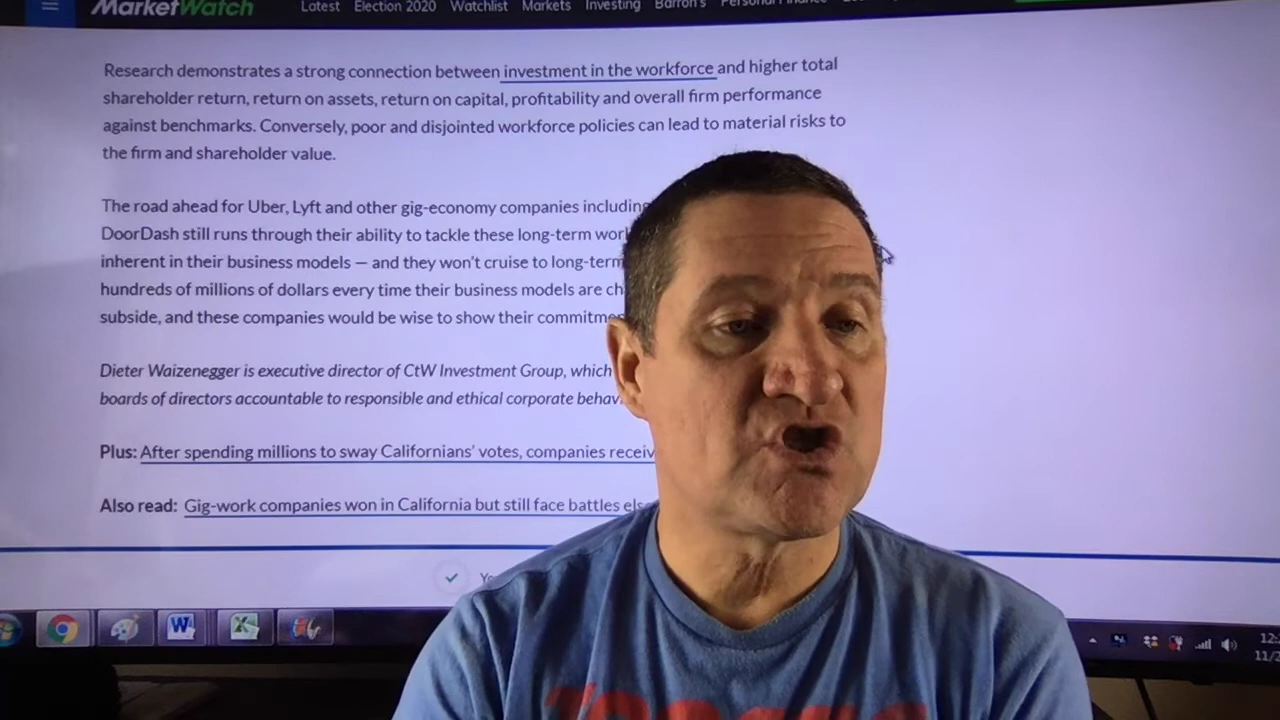 MarketWatch
Latest Election 2020 Watchlist Markets Investing Barron's Personal Finance
Research demonstrates a strong connection between investment in the workforce and higher total
shareholder return, return on assets, return on capital, profitability and overall firm performance
against benchmarks. Conversely, poor and disjointed workforce policies can lead to material risks to
the firm and shareholder value.
The road ahead for Uber, Lyft and other gig-economy companies including
DoorDash still runs through their ability to tackle these long-term
inherent in their business models — and they won't cruise to long-term
hundreds of millions of dollars every time their business models are
subside, and these companies would be wise to show their
Dieter Waizenegger is executive director of CtW Investment Group, which
boards of directors accountable to responsible and ethical corporate
Plus: After spending millions to sway Californians' votes, companies
Also read: Gig-work companies won in California but still face battles